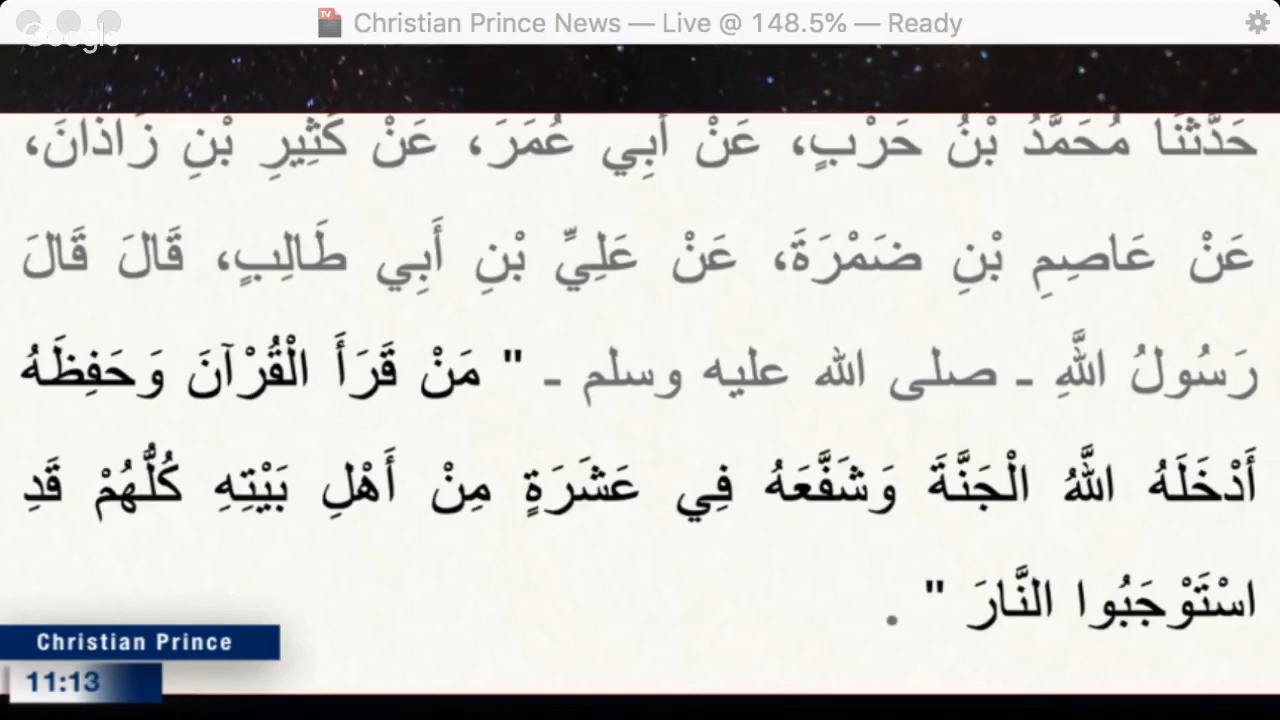 Christian Prince News — Live @ 148.5% — Ready
Google
حَدَّثَنَا مُحَمَّدُ بْنُ حَرْبٍ، عَنْ أَبِي عُمَرَ، عَنْ كَثِيرِ بْنِ زَاذَانَ،
عَنْ عَاصِمِ بْنِ ضَمْرَةَ، عَنْ عَلِيِّ بْنِ أَبِي طَالِبٍ، قَالَ قَالَ
رَسُولُ اللَّهِ ـ صلى الله عليه وسلم ـ " مَنْ قَرَأَ الْقُرْآنَ وَحَفِظَهُ
أَدْخَلَهُ اللَّهُ الْجَنَّةَ وَشَفَّعَهُ فِي عَشَرَةٍ مِنْ أَهْلِ بَيْتِهِ كُلُّهُمْ قَدِ
اسْتَوْجَبُوا النَّارَ " .
Christian Prince
11:13